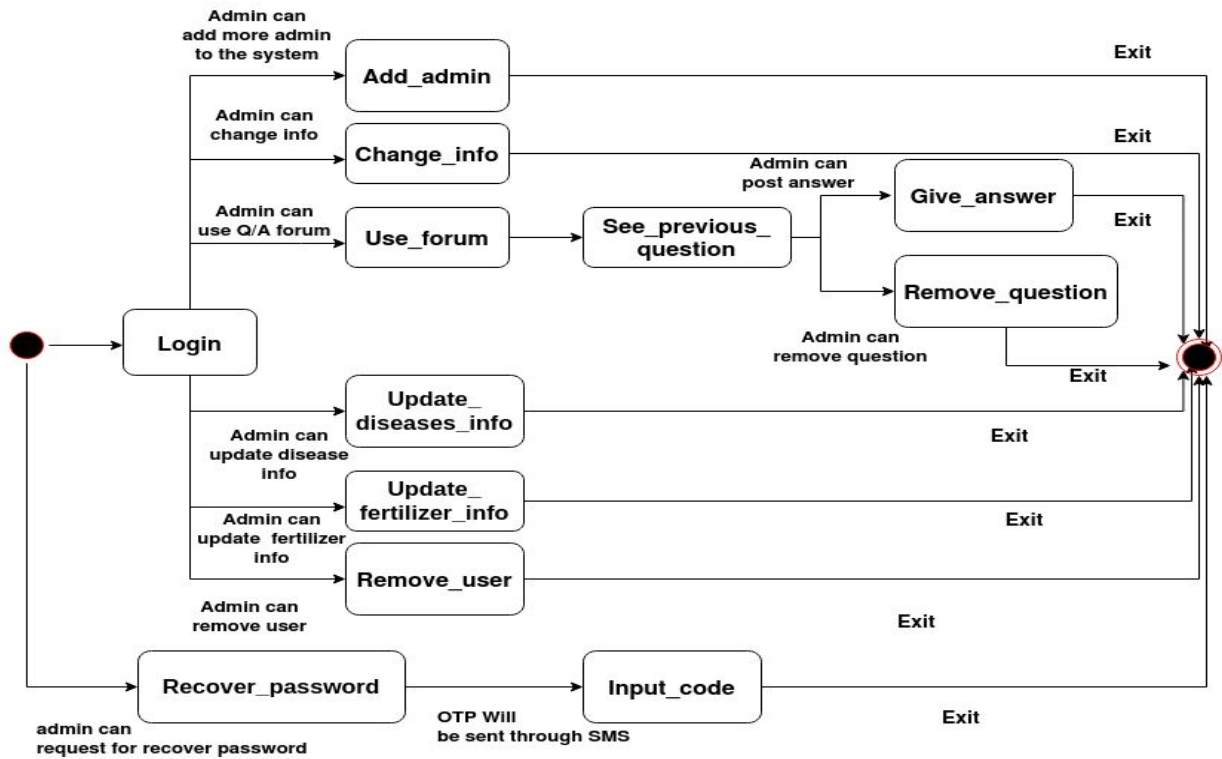 Admin can
add more admin
to the system
Add_admin
Exit
Admin can
change info
Change_info
Exit
Admin can
use Q/A forum
Use_forum
See_previous_
question
Admin can
post answer
Give_answer
Exit
Remove_question
Admin can
remove question
Exit
Login
Update_
diseases_info
Admin can
update disease
info
Exit
Update_
fertilizer_info
Admin can
update  fertilizer
info
Exit
Remove_user
Admin can
remove user
Exit
Recover_password
admin can
request for recover password
OTP Will
be sent through SMS
Input_code
Exit